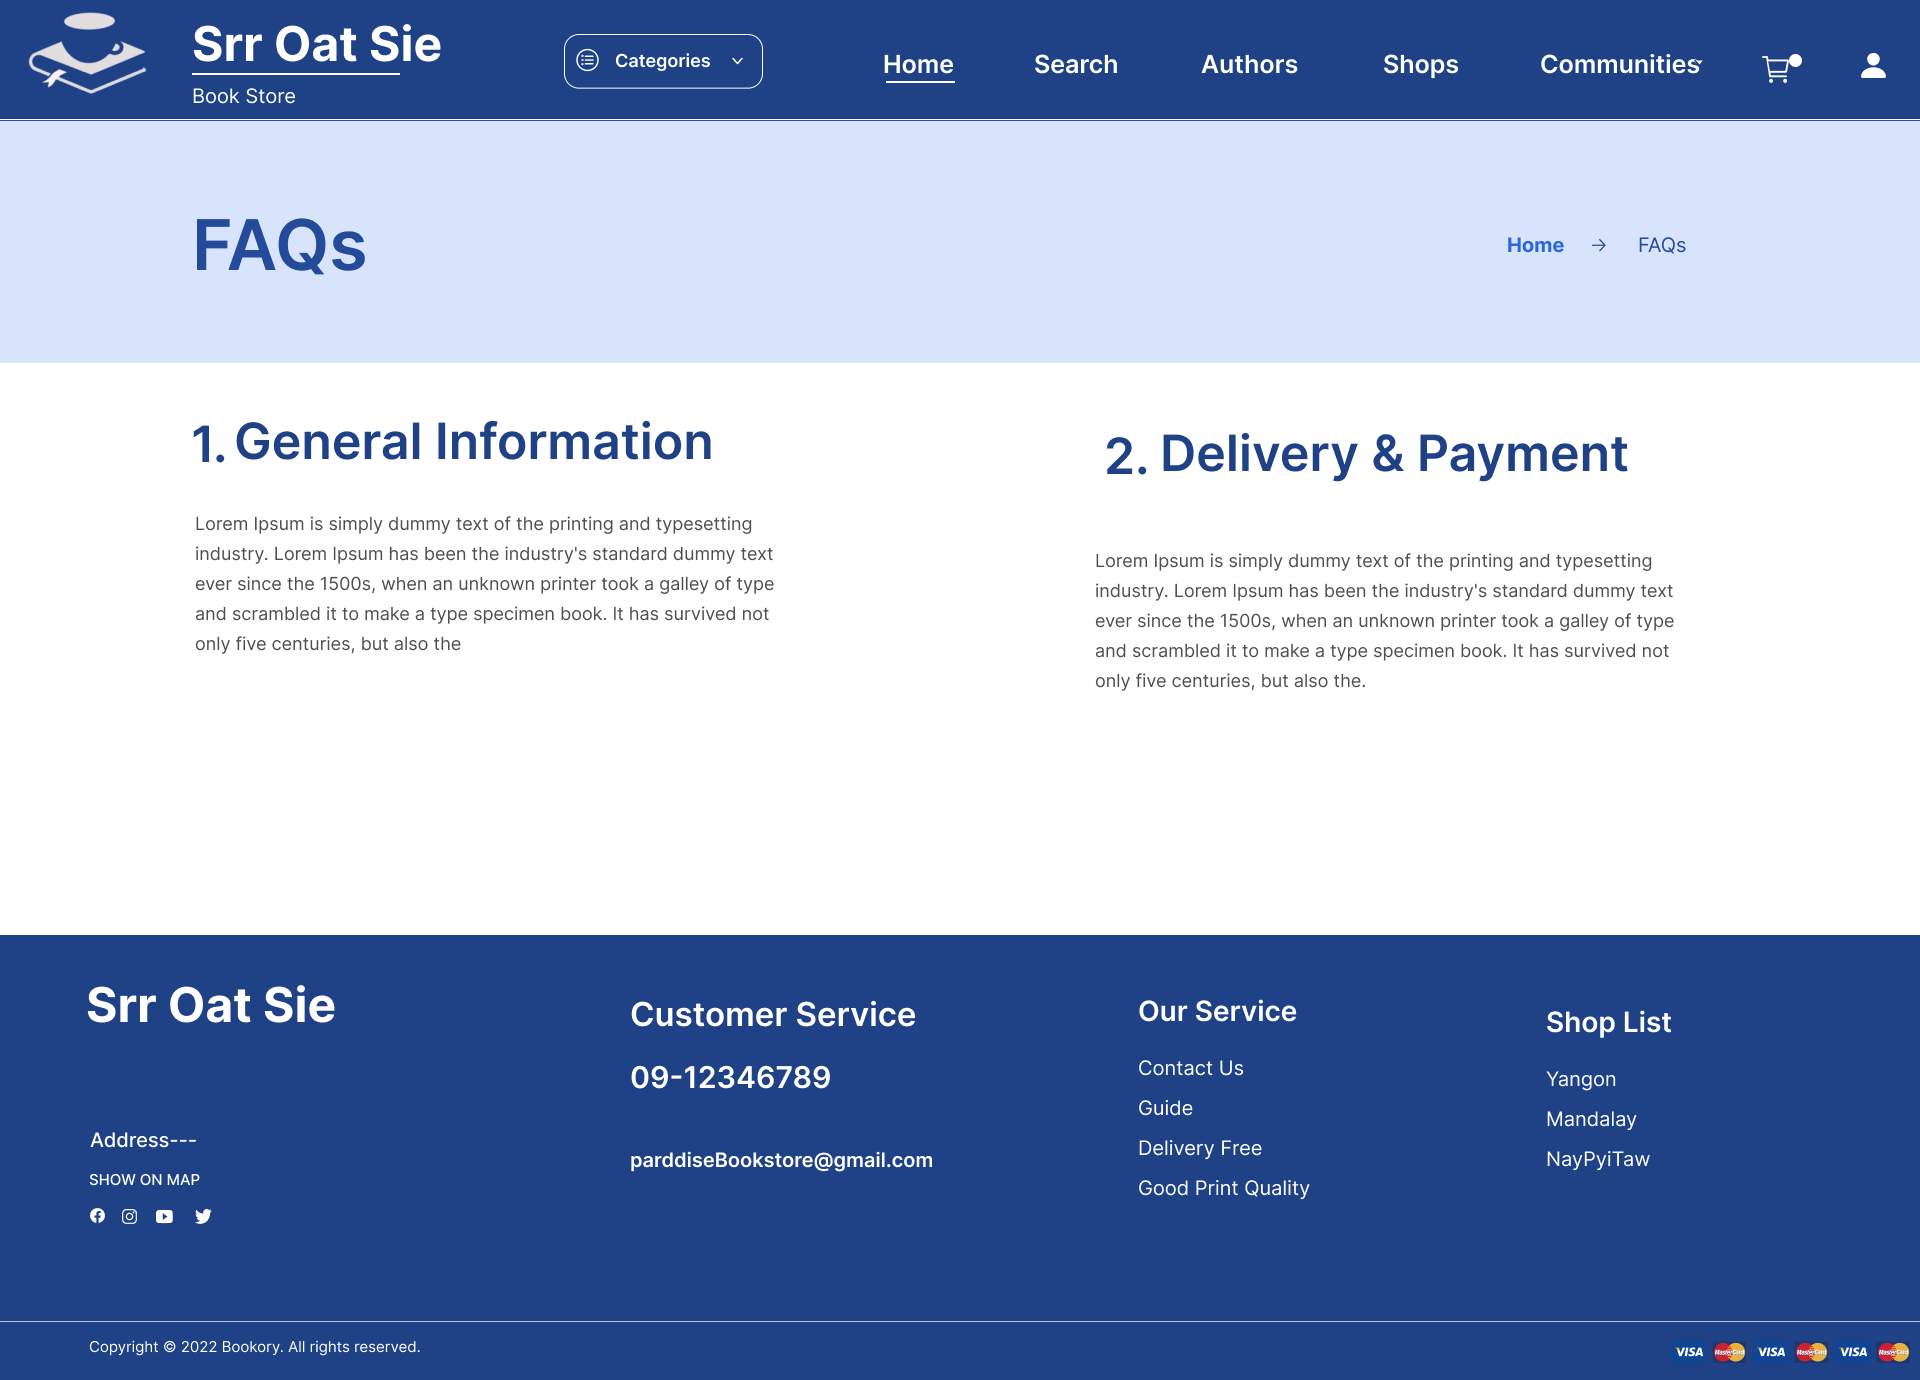 Srr Oat Sie
Book Store
Categories
Home
Search
Authors
Shops
Communities
FAQs
Home
FAQs
1. General Information
Lorem Ipsum is simply dummy text of the printing and typesetting
industry. Lorem Ipsum has been the industry's standard dummy text
ever since the 1500s, when an unknown printer took a galley of type
and scrambled it to make a type specimen book. It has survived not
only five centuries, but also the
2. Delivery & Payment
Lorem Ipsum is simply dummy text of the printing and typesetting
industry. Lorem Ipsum has been the industry's standard dummy text
ever since the 1500s, when an unknown printer took a galley of type
and scrambled it to make a type specimen book. It has survived not
only five centuries, but also the.
Srr Oat Sie
Address---
SHOW ON MAP
Customer Service
09-12346789
parddiseBookstore@gmail.com
Our Service
Contact Us
Guide
Delivery Free
Good Print Quality
Shop List
Yangon
Mandalay
NayPyiTaw
Copyright © 2022 Bookory. All rights reserved.
VISA MasterCard VISA MasterCard VISA MasterCard